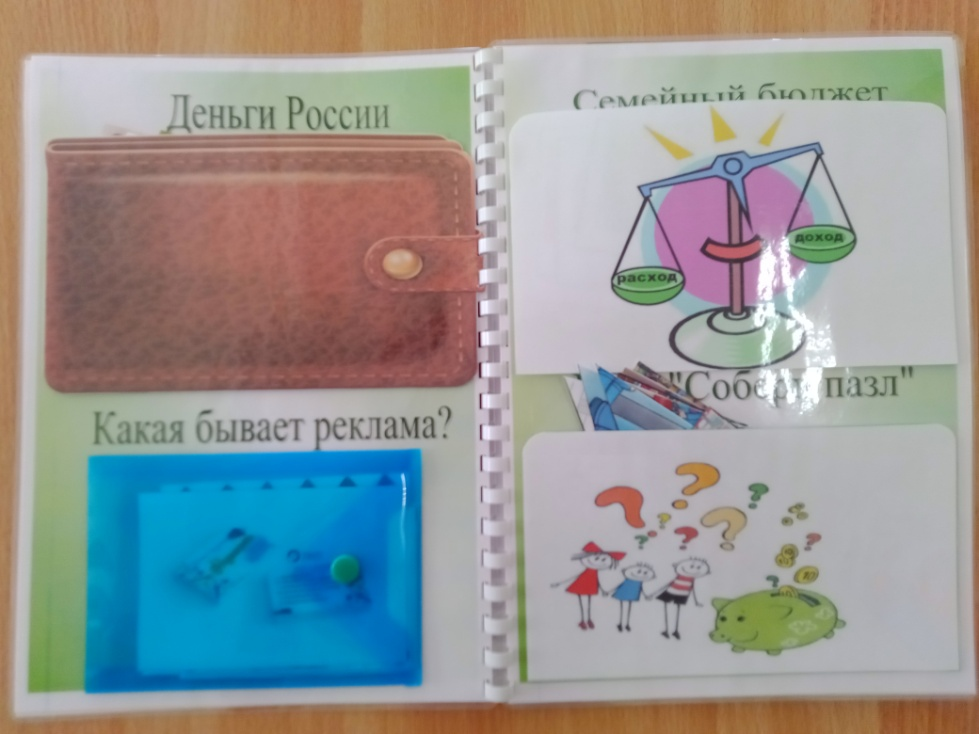 Деньги России
Какая бывает реклама?
Семейный бюджет
доход
расход
"Собери пазл"